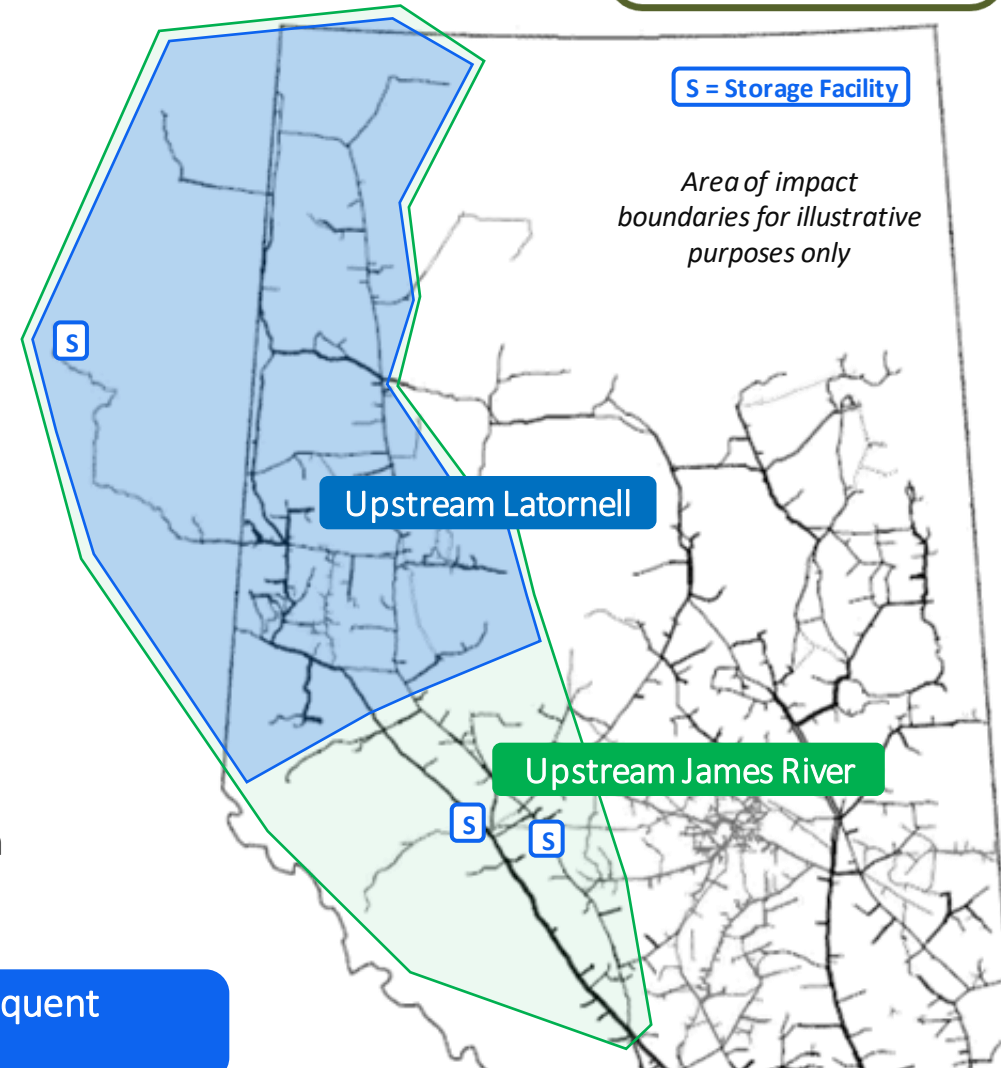 S = Storage Facility
Area of impact
boundaries for illustrative
purposes only
S
Upstream Latornell
Upstream James River
S
S
quent